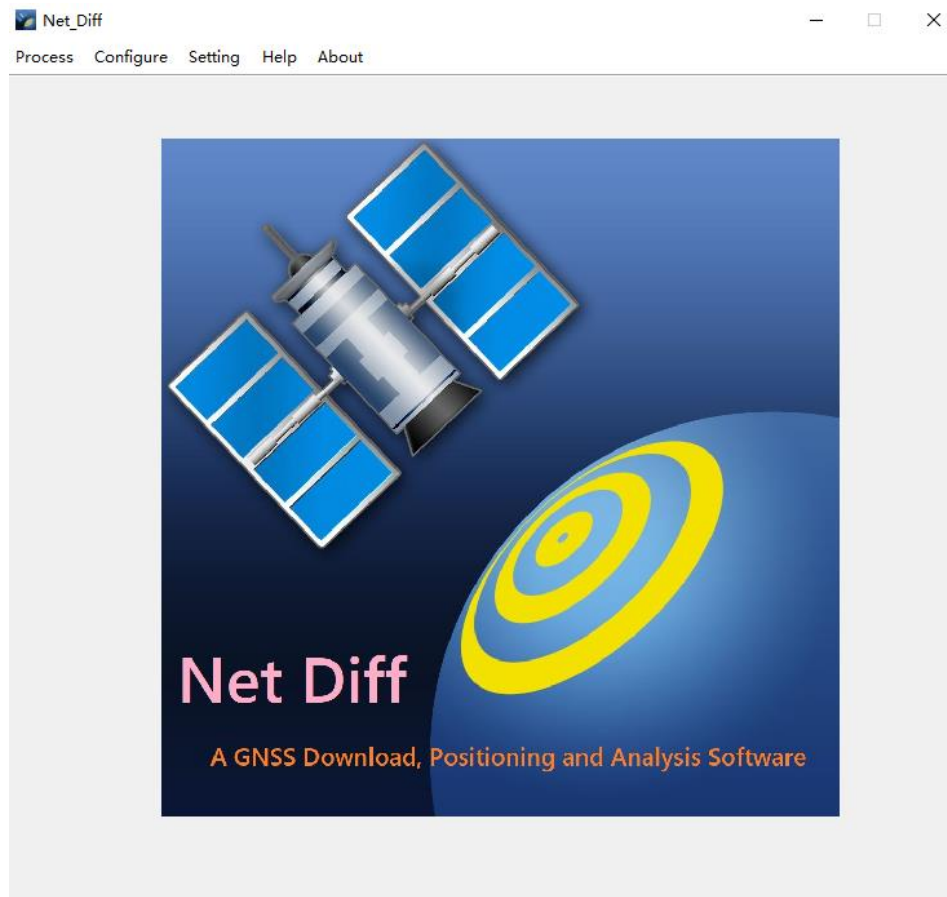 Net_Diff
Process Configure Setting Help About
Net Diff
A GNSS Download, Positioning and Analysis Software